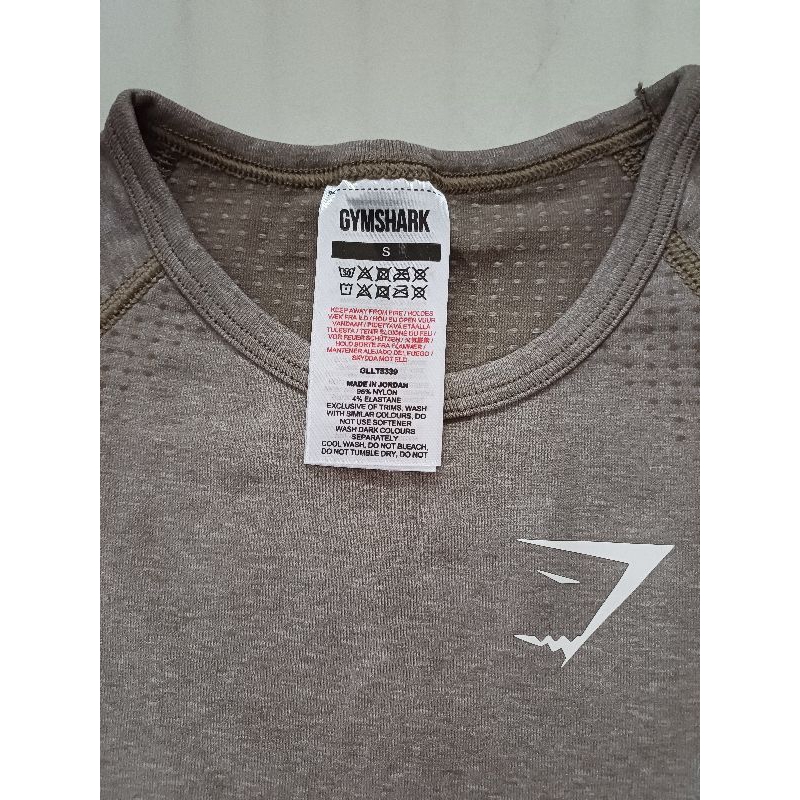 GYMSHARK
S
KEEP AWAY FROM FIRE / HOLDES
VÆK FRA ILD / HOU BIJ OPEN VUUR
VANDAAN / PIDETTÄVÄ ETÄÄLLÄ
TULESTA / TENIR ÉLOIGNÉ DU FEU /
VOR FEUER SCHÜTZEN /
HOLD BORTE FRA FLAMMER /
MANTENER ALEJADO DEL FUEGO /
SKYDDA MOT ELD
MADE IN JORDAN
96% NYLON
4% ELASTANE
EXCLUSIVE OF TRIMS, WASH
WITH SIMILAR COLOURS, DO
NOT USE SOFTENER
WASH DARK COLOURS
SEPARATELY
COOL WASH, DO NOT BLEACH,
DO NOT TUMBLE DRY, DO NOT